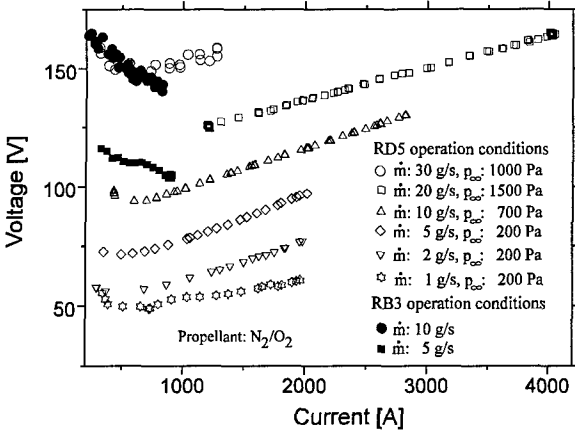 Voltage [V]
150
100
50
RD5 operation conditions
ṁ: 30 g/s, p∞: 1000 Pa
ṁ: 20 g/s, p∞: 1500 Pa
ṁ: 10 g/s, p∞: 700 Pa
ṁ: 5 g/s, p∞: 200 Pa
ṁ: 2 g/s, p∞: 200 Pa
ṁ: 1 g/s, p∞: 200 Pa
RB3 operation conditions
ṁ: 10 g/s
ṁ: 5 g/s
Propellant: N₂/O₂
1000 2000 3000 4000
Current [A]